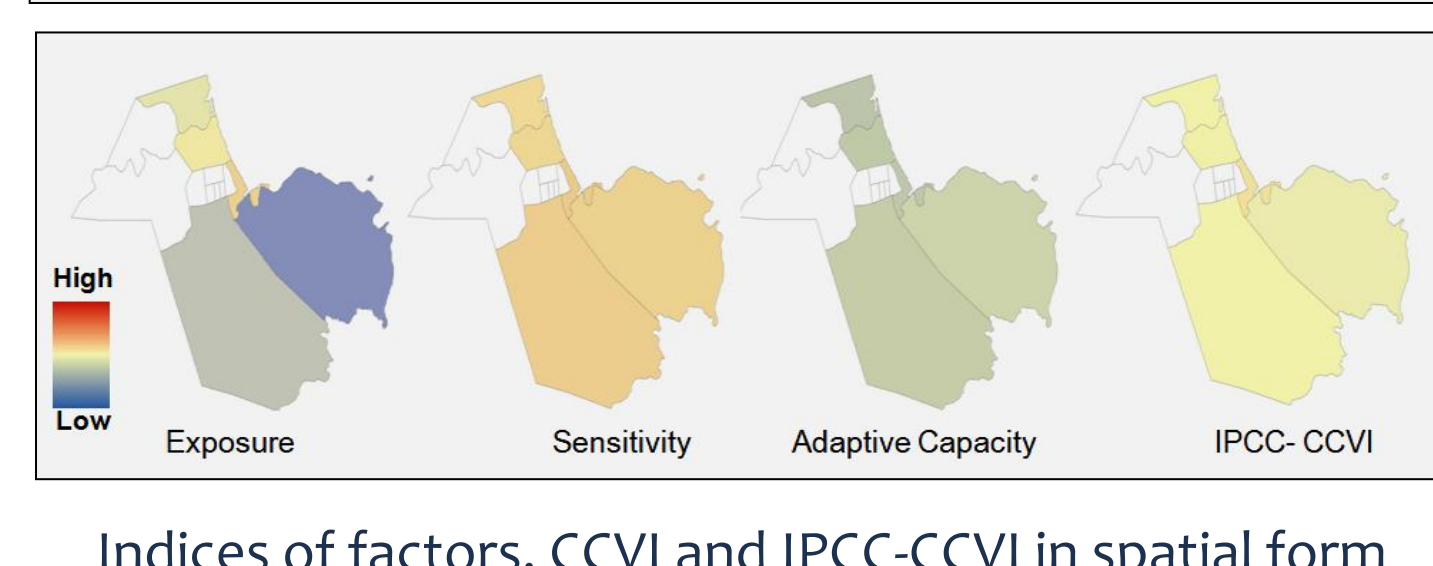 High
Low
Exposure
Sensitivity
Adaptive Capacity
IPCC- CCVI
Indices of factors, CCVI and IPCC-CCVI in spatial form